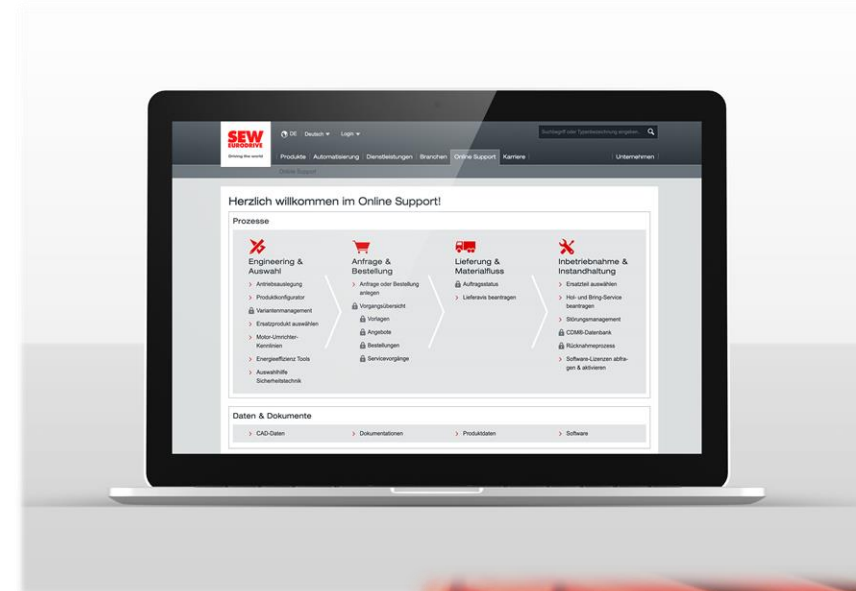 SEW
EURODRIVE
Driving the world
DE Deutsch Login
Suchbegriff oder Typenbezeichnung eingeben
Produkte Automatisierung Dienstleistungen Branchen Online Support Karriere Unternehmen
Online Support
Herzlich willkommen im Online Support!
Prozesse
Engineering &
Auswahl
Antriebsauslegung
Produktkonfigurator
Variantenmanagement
Ersatzprodukt auswählen
Motor-Umrichter-
Kennlinien
Energieeffizienz Tools
Auswahlhilfe
Sicherheitstechnik
Anfrage &
Bestellung
Anfrage oder Bestellung
anlegen
Vorgangsübersicht
Vorlagen
Angebote
Bestellungen
Servicevorgänge
Lieferung &
Materialfluss
Auftragsstatus
Lieferavis beantragen
Inbetriebnahme &
Instandhaltung
Ersatzteil auswählen
Hol- und Bring-Service
beantragen
Störungsmanagement
CDM®-Datenbank
Rücknahmeprozess
Software-Lizenzen abfra-
gen & aktivieren
Daten & Dokumente
CAD-Daten Dokumentationen Produktdaten Software